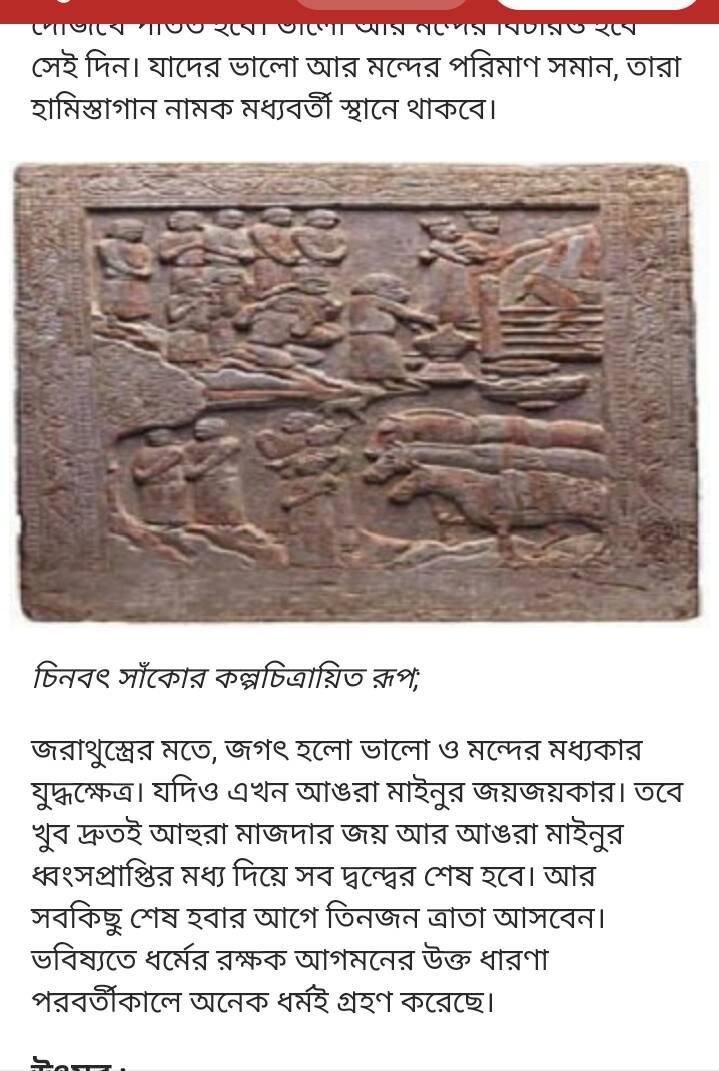 সেই দিন। যাদের ভালো আর মন্দের পরিমাণ সমান, তারা
হামিস্তাগান নামক মধ্যবর্তী স্থানে থাকবে।
চিনবৎ সাঁকোর কল্পচিত্রায়িত রূপ;
জরাথুস্ত্রের মতে, জগৎ হলো ভালো ও মন্দের মধ্যকার
যুদ্ধক্ষেত্র। যদিও এখন আঙরা মাইনুর জয়জয়কার। তবে
খুব দ্রুতই আহুরা মাজদার জয় আর আঙরা মাইনুর
ধ্বংসপ্রাপ্তির মধ্য দিয়ে সব দ্বন্দ্বের শেষ হবে। আর
সবকিছু শেষ হবার আগে তিনজন ত্রাতা আসবেন।
ভবিষ্যতে ধর্মের রক্ষক আগমনের উক্ত ধারণা
পরবর্তীকালে অনেক ধর্মই গ্রহণ করেছে।